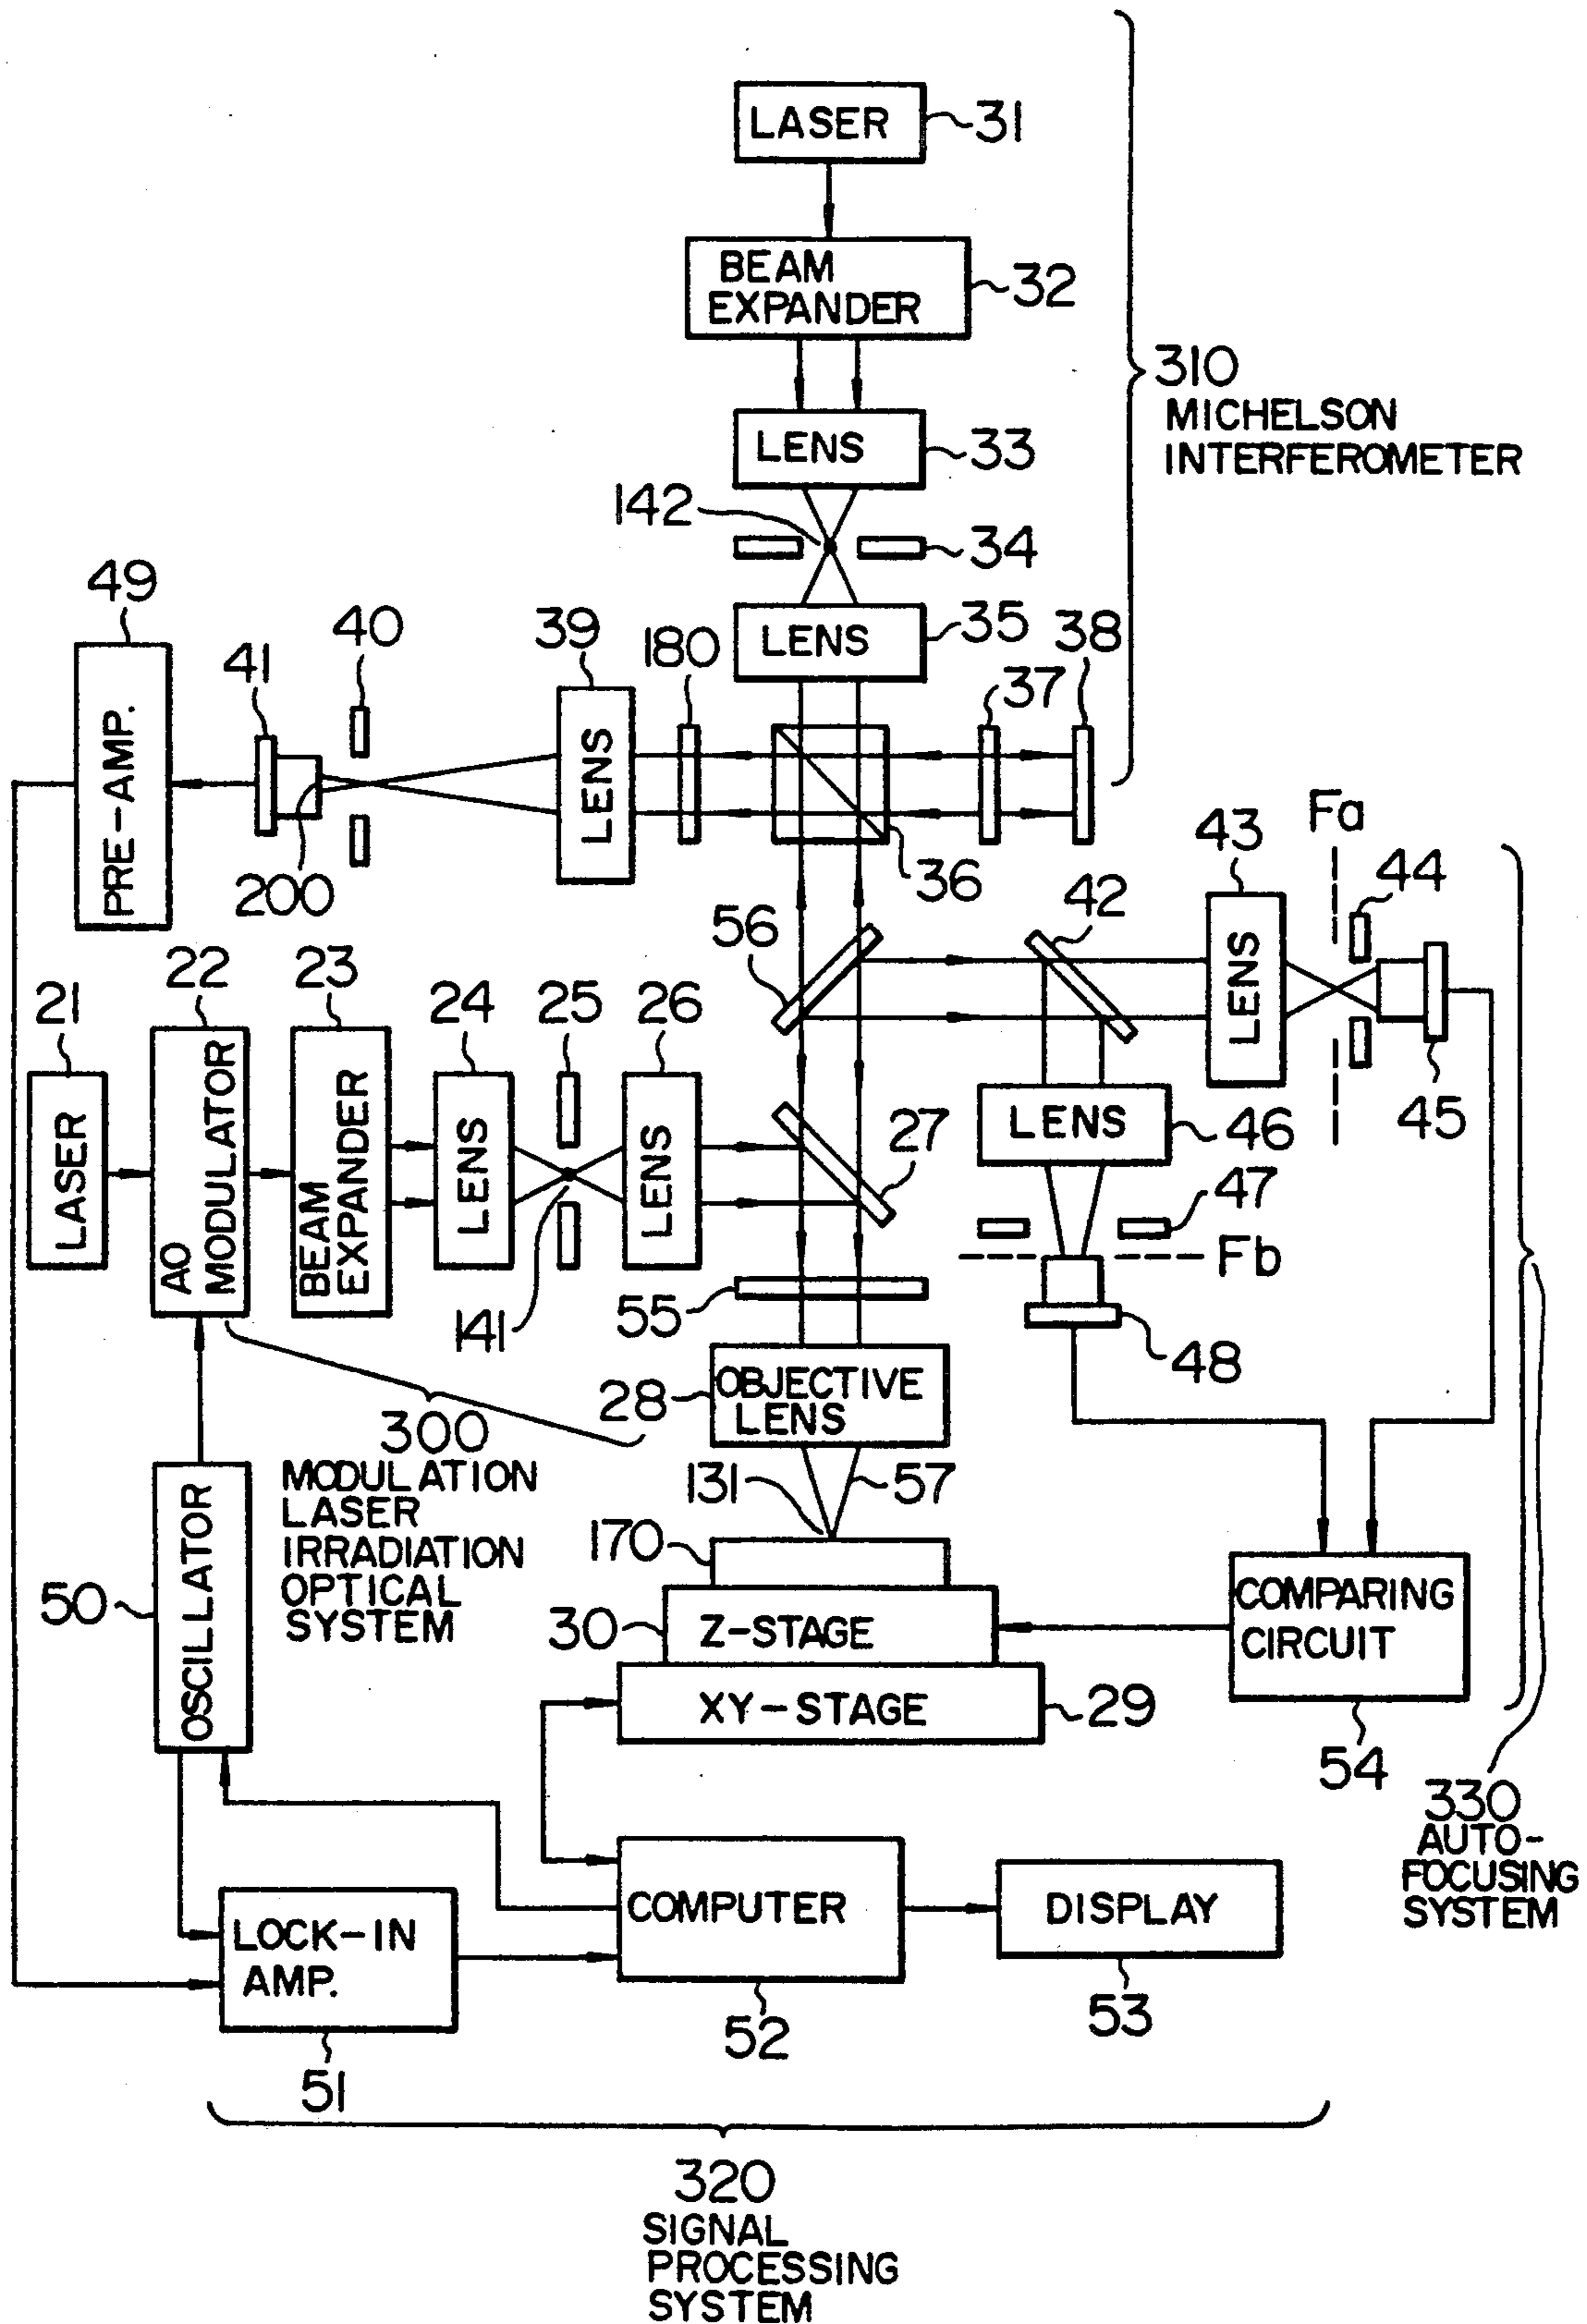 LASER
31
BEAM
EXPANDER
32
310
MICHELSON
INTERFEROMETER
LENS
33
142
34
49
40
39
180
LENS
35
38
41
37
PRE-AMP.
LENS
200
36
43
Fa
44
42
56
LENS
45
22
23
21
24
25
26
LASER
AO
MODULATOR
BEAM
EXPANDER
LENS
LENS
27
LENS
46
47
Fb
141
55
48
28
OBJECTIVE
LENS
300
MODULATION
LASER
IRRADIATION
OPTICAL
SYSTEM
131
57
170
50
OSCILLATOR
30
Z-STAGE
COMPARING
CIRCUIT
XY-STAGE
29
54
330
AUTO-
FOCUSING
SYSTEM
COMPUTER
DISPLAY
LOCK-IN
AMP.
52
53
51
320
SIGNAL
PROCESSING
SYSTEM